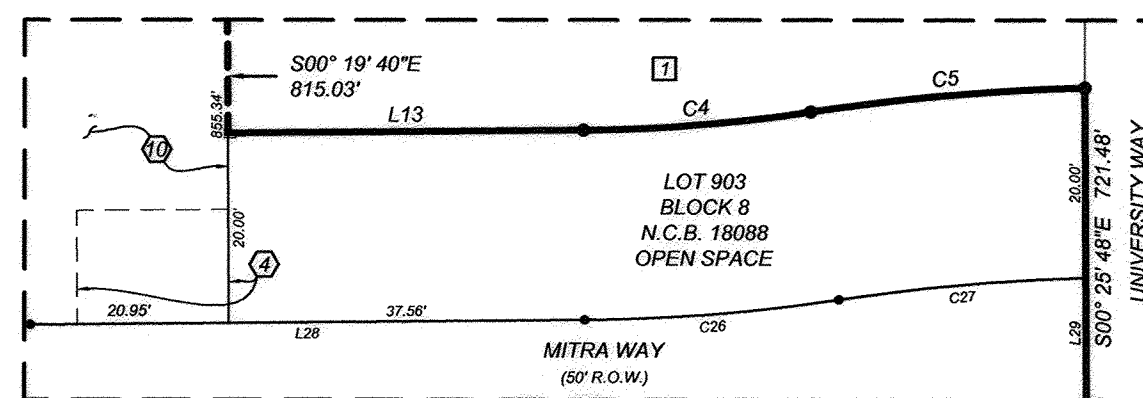 S00° 19' 40"E
815.03'
1
C5
C4
L13
855.34'
10
LOT 903
BLOCK 8
N.C.B. 18088
OPEN SPACE
20.00'
20.00'
S00° 25' 48"E 721.48'
UNIVERSITY WAY
4
20.95'
37.56'
L28
C26
C27
L29
MITRA WAY
(50' R.O.W.)